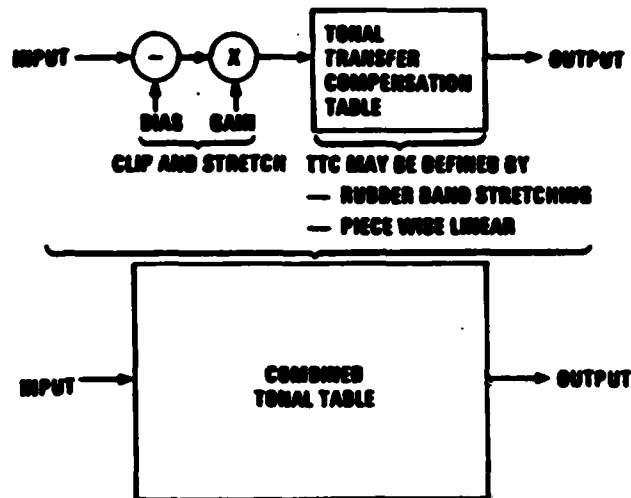 INPUT
−
X
TONAL
TRANSFER
COMPENSATION
TABLE
OUTPUT
BIAS GAIN
CLIP AND STRETCH
TTC MAY BE DEFINED BY
— RUBBER BAND STRETCHING
— PIECE WISE LINEAR
INPUT
COMBINED
TONAL TABLE
OUTPUT